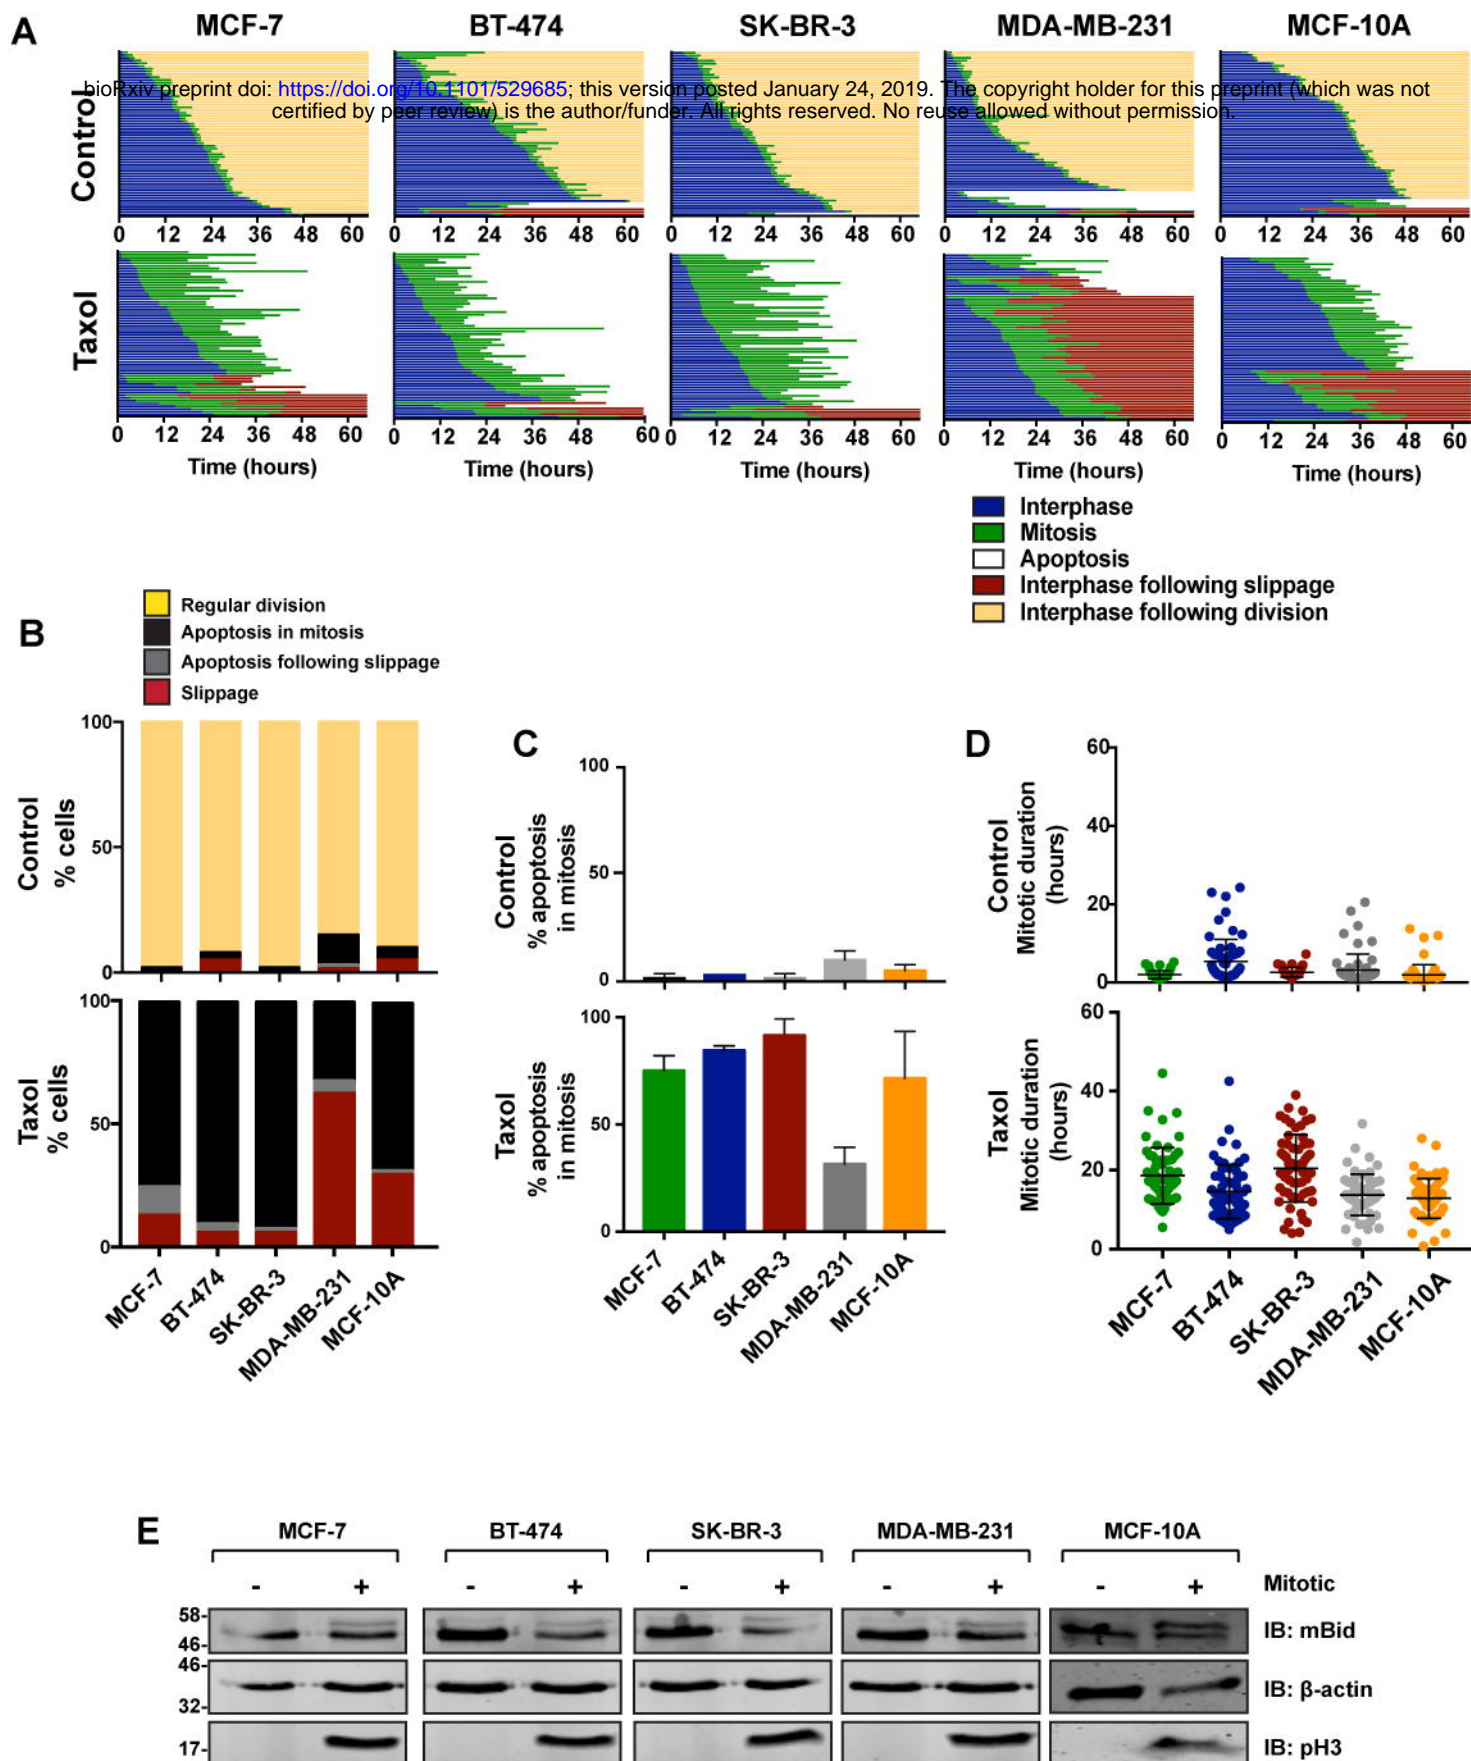 A
MCF-7 BT-474 SK-BR-3 MDA-MB-231 MCF-10A
bioRxiv preprint doi: https://doi.org/10.1101/529685; this version posted January 24, 2019. The copyright holder for this preprint (which was not
certified by peer review) is the author/funder. All rights reserved. No reuse allowed without permission.
Control
0 12 24 36 48 60 0 12 24 36 48 60 0 12 24 36 48 60 0 12 24 36 48 60 0 12 24 36 48 60
Taxol
0 12 24 36 48 60 0 12 24 36 48 60 0 12 24 36 48 60 0 12 24 36 48 60 0 12 24 36 48 60
Time (hours) Time (hours) Time (hours) Time (hours) Time (hours)
Interphase
Mitosis
Apoptosis
Interphase following slippage
Interphase following division
B
Regular division
Apoptosis in mitosis
Apoptosis following slippage
Slippage
Control
% cells
100
50
0
Taxol
% cells
100
50
0
MCF-7 BT-474 SK-BR-3 MDA-MB-231 MCF-10A
C
Control
% apoptosis
in mitosis
100
50
0
Taxol
% apoptosis
in mitosis
100
50
0
MCF-7 BT-474 SK-BR-3 MDA-MB-231 MCF-10A
D
Control
Mitotic duration
(hours)
60
40
20
0
Taxol
Mitotic duration
(hours)
60
40
20
0
MCF-7 BT-474 SK-BR-3 MDA-MB-231 MCF-10A
E
MCF-7 BT-474 SK-BR-3 MDA-MB-231 MCF-10A
- + - + - + - + - + Mitotic
58-
46-
IB: mBid
46-
32-
IB: β-actin
17-
IB: pH3